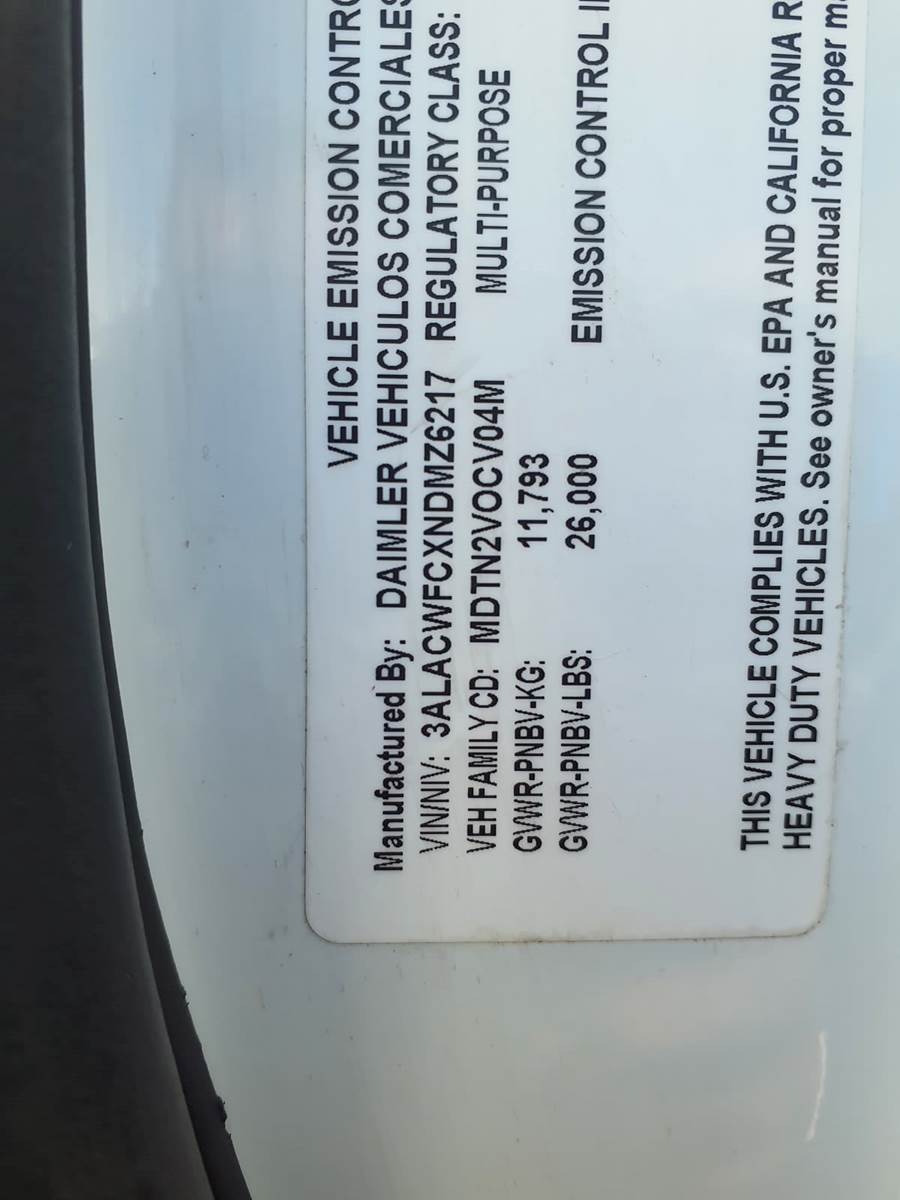 VEHICLE EMISSION CONTRO
Manufactured By: DAIMLER VEHICULOS COMERCIALES
VIN/NIV: 3ALACWFCXNDMZ6217 REGULATORY CLASS:
VEH FAMILY CD: MDTN2VOCV04M MULTI-PURPOSE
GVWR-PNBV-KG: 11,793
GVWR-PNBV-LBS: 26,000 EMISSION CONTROL I
THIS VEHICLE COMPLIES WITH U.S. EPA AND CALIFORNIA R
HEAVY DUTY VEHICLES. See owner's manual for proper m